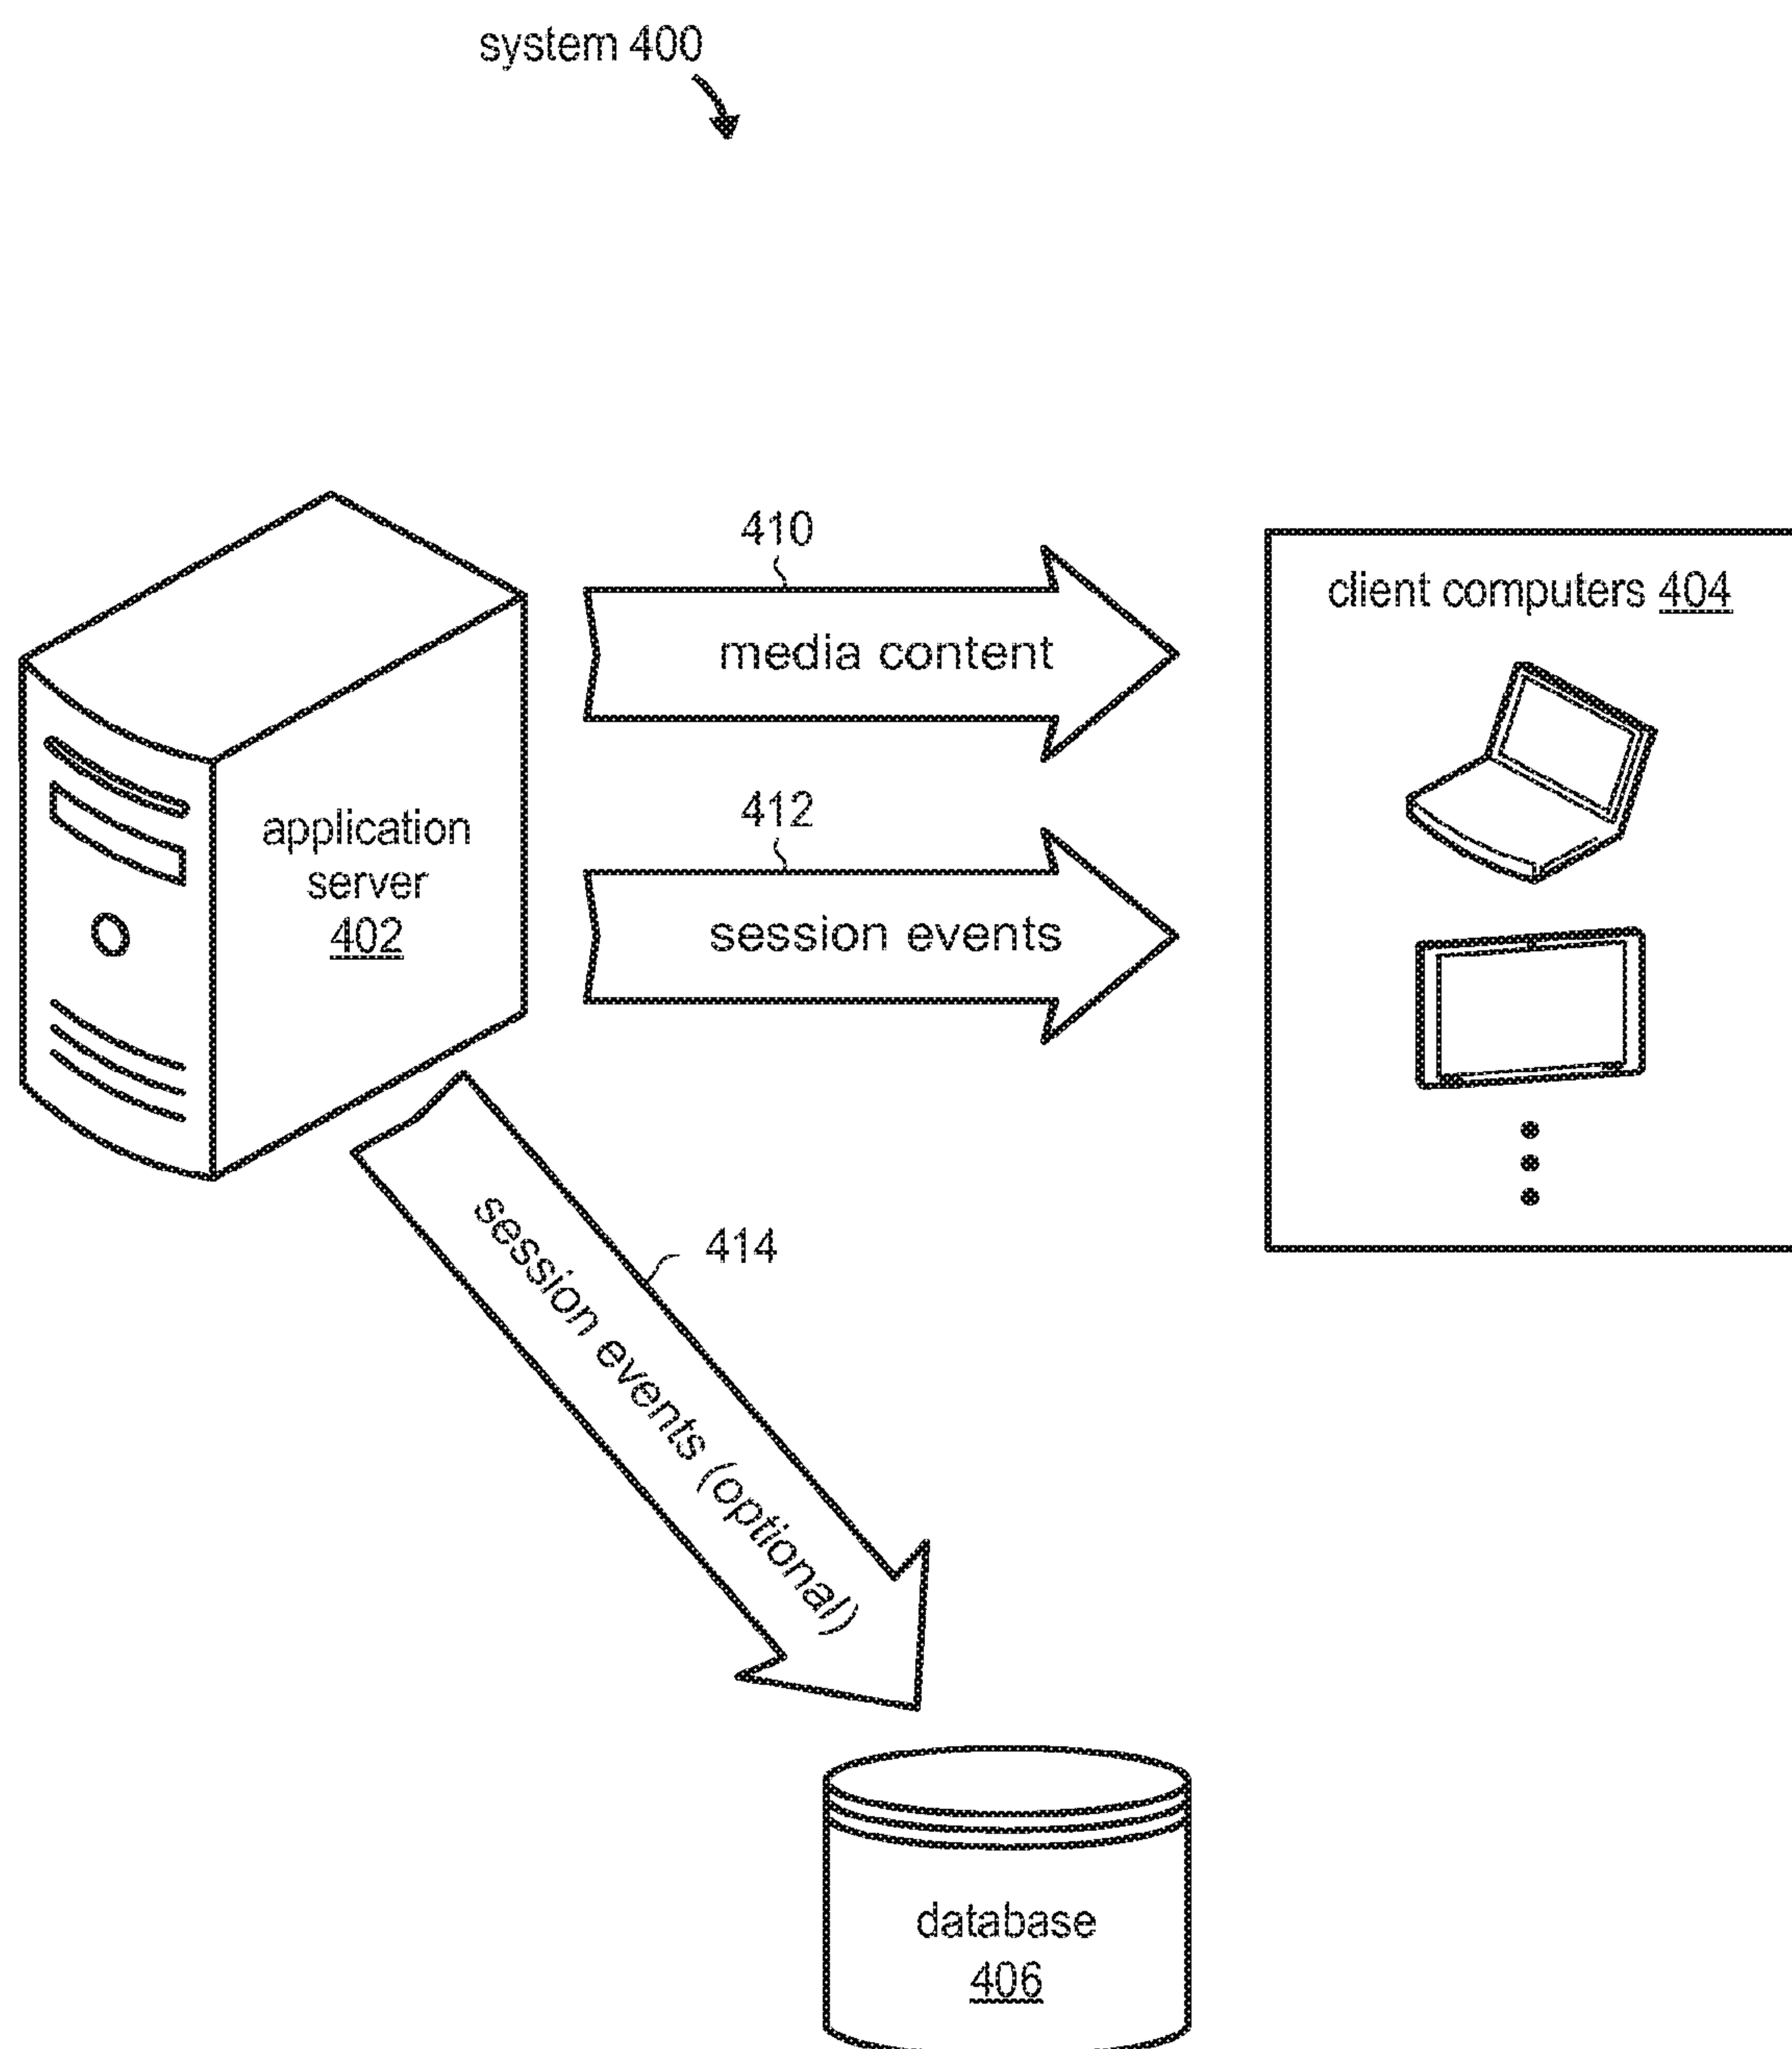 system 400
410
media content
client computers 404
412
session events
application
server
402
414
session events (optional)
database
406